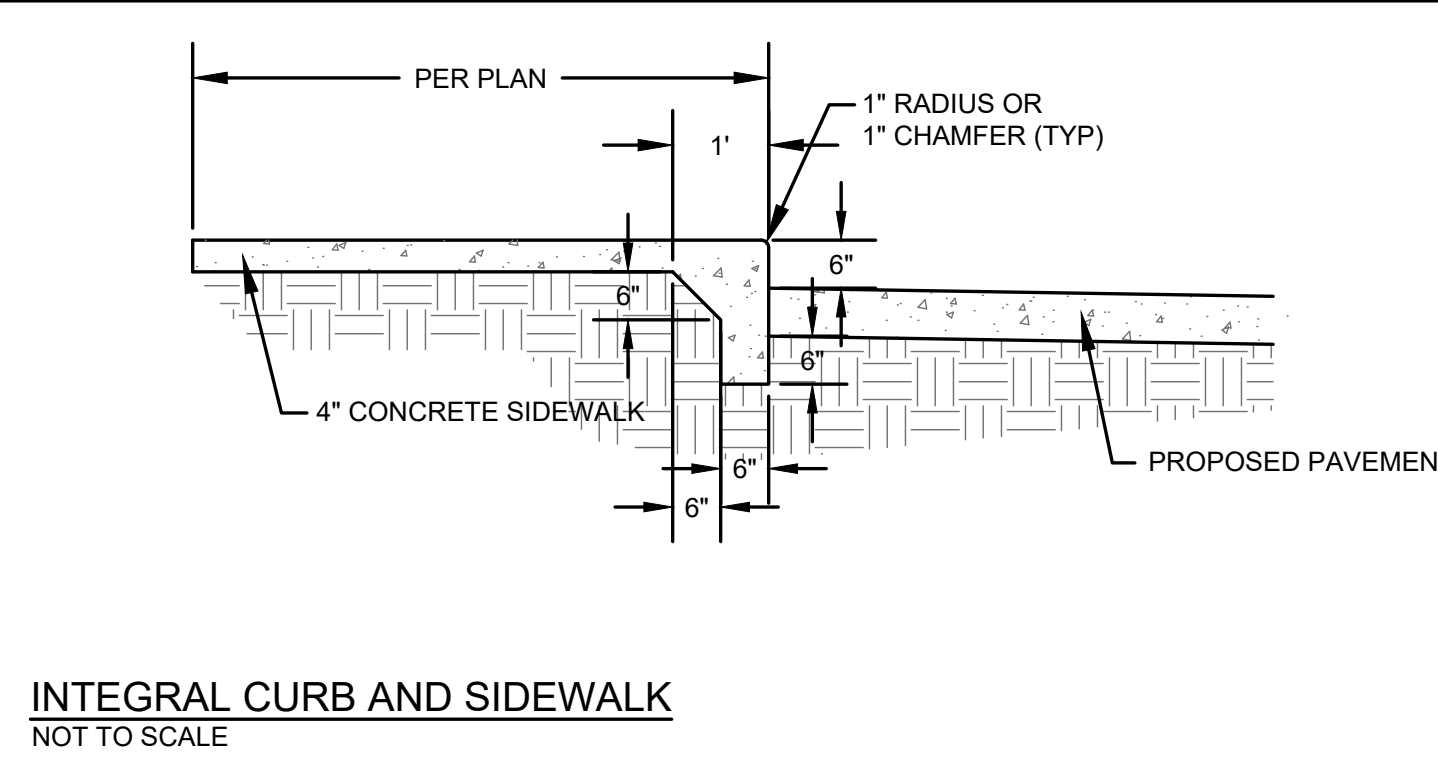 PER PLAN
1" RADIUS OR
1" CHAMFER (TYP)
1'
6"
6"
6"
4" CONCRETE SIDEWALK
PROPOSED PAVEMEN
6"
6"
INTEGRAL CURB AND SIDEWALK
NOT TO SCALE